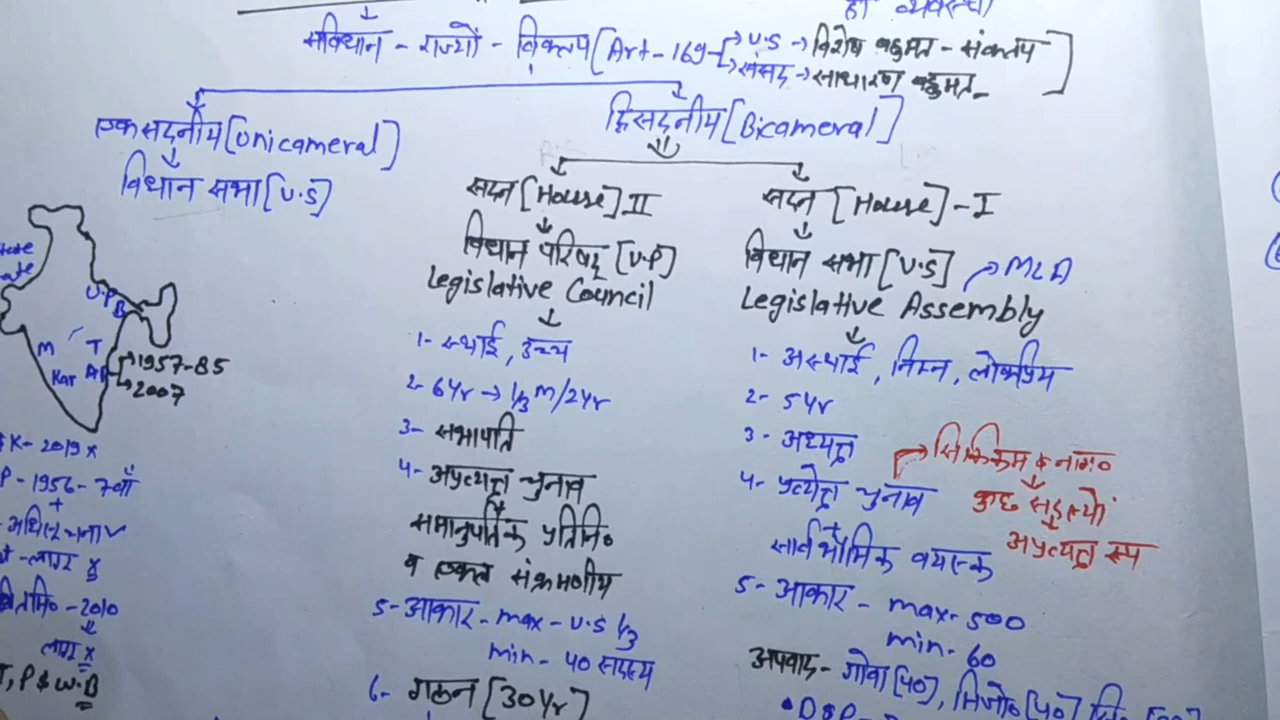 ही व्यवस्था
संविधान - राज्यों - विकल्प [Art - 169 → V.S → विशेष बहुमत - संकल्प
→ संसद → साधारण बहुमत]
एकसदनीय [Unicameral]
द्विसदनीय [Bicameral]
विधान सभा [V.S]
सदन [House] II
विधान परिषद [V.P]
Legislative Council
1- स्थाई, उच्च
2- 6yr → 1/3 M/2yr
3- सभापति
4- अप्रत्यक्ष चुनाव
समानुपातिक प्रतिनि०
व एकल संक्रमणीय
5- आकार - max - V.S 1/3
min - 40 सदस्य
6- गठन [30yr]
सदन [House] - I
विधान सभा [V.S] → MLA
Legislative Assembly
1- अस्थाई, निम्न, लोकप्रिय
2- 5yr
3- अध्यक्ष
4- प्रत्यक्ष चुनाव
सार्वभौमिक वयस्क
→ सिक्किम व नागा०
कुछ सदस्यों
अप्रत्यक्ष रूप
5- आकार - max- 500
min- 60
अपवाद - गोवा [40], मिजो० [40]
U.P
B
M T
Kar AP
1957-85
2007
K- 2019 x
P - 1956 - 7वाँ
+
लागू x
- 2010
लागू x
T, P & W.B